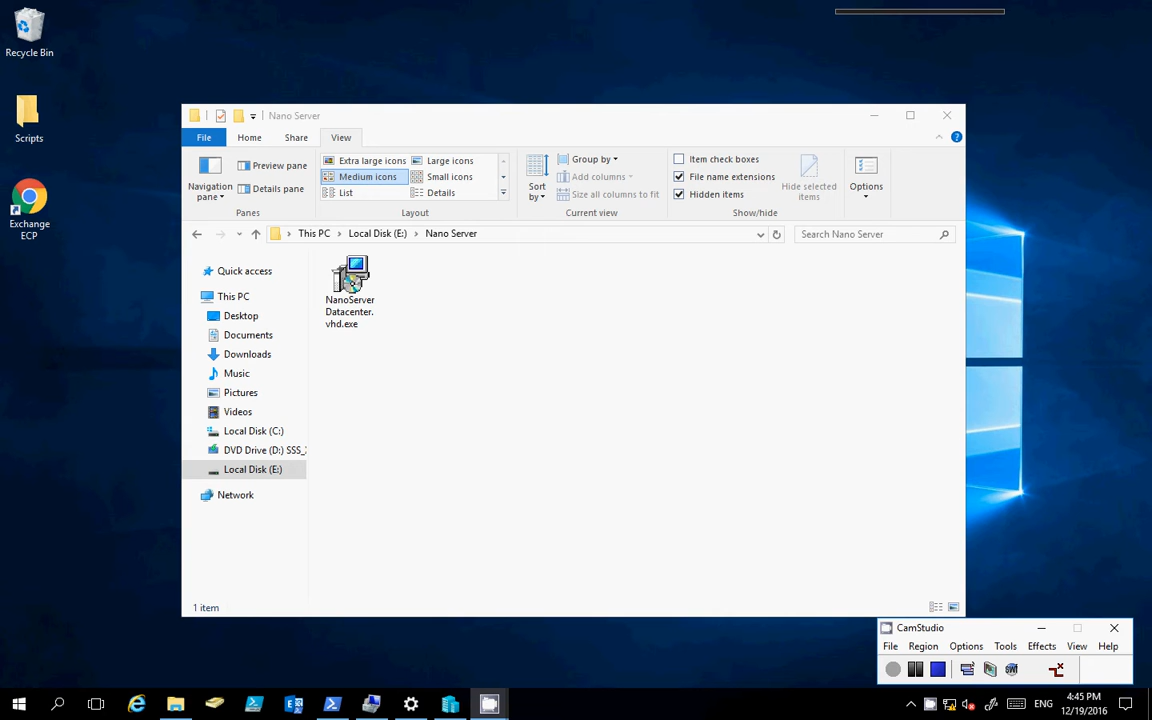 Recycle Bin
Scripts
Exchange
ECP
Nano Server
File
Home
Share
View
Navigation
pane
Preview pane
Details pane
Panes
Extra large icons
Large icons
Medium icons
Small icons
List
Details
Layout
Sort
by
Group by
Add columns
Size all columns to fit
Current view
Item check boxes
File name extensions
Hidden items
Hide selected
items
Show/hide
Options
This PC
Local Disk (E:)
Nano Server
Search Nano Server
Quick access
This PC
Desktop
Documents
Downloads
Music
Pictures
Videos
Local Disk (C:)
DVD Drive (D:) SSS_
Local Disk (E:)
Network
NanoServer
Datacenter.
vhd.exe
1 item
CamStudio
File
Region
Options
Tools
Effects
View
Help
ENG
4:45 PM
12/19/2016